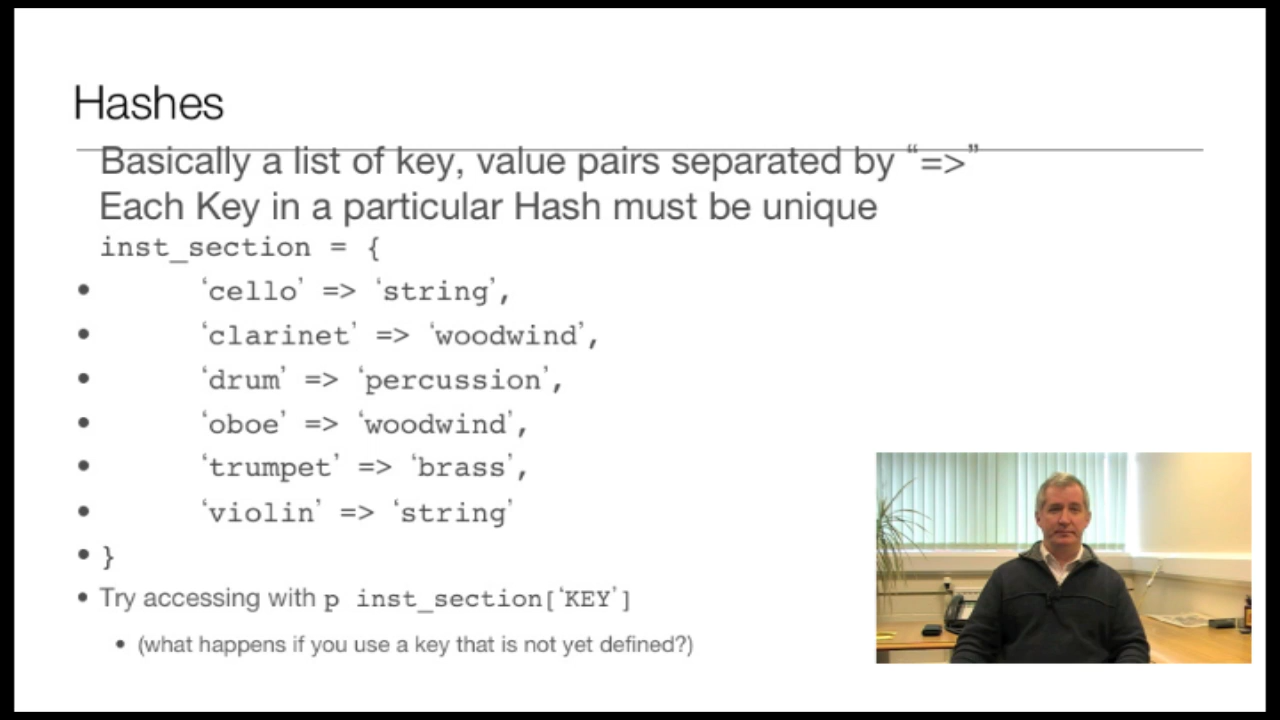 Hashes
Basically a list of key, value pairs separated by “=>”
Each Key in a particular Hash must be unique
inst_section = {
• ‘cello’ => ‘string’,
• ‘clarinet’ => ‘woodwind’,
• ‘drum’ => ‘percussion’,
• ‘oboe’ => ‘woodwind’,
• ‘trumpet’ => ‘brass’,
• ‘violin’ => ‘string’
• }
• Try accessing with p inst_section[‘KEY’]
• (what happens if you use a key that is not yet defined?)